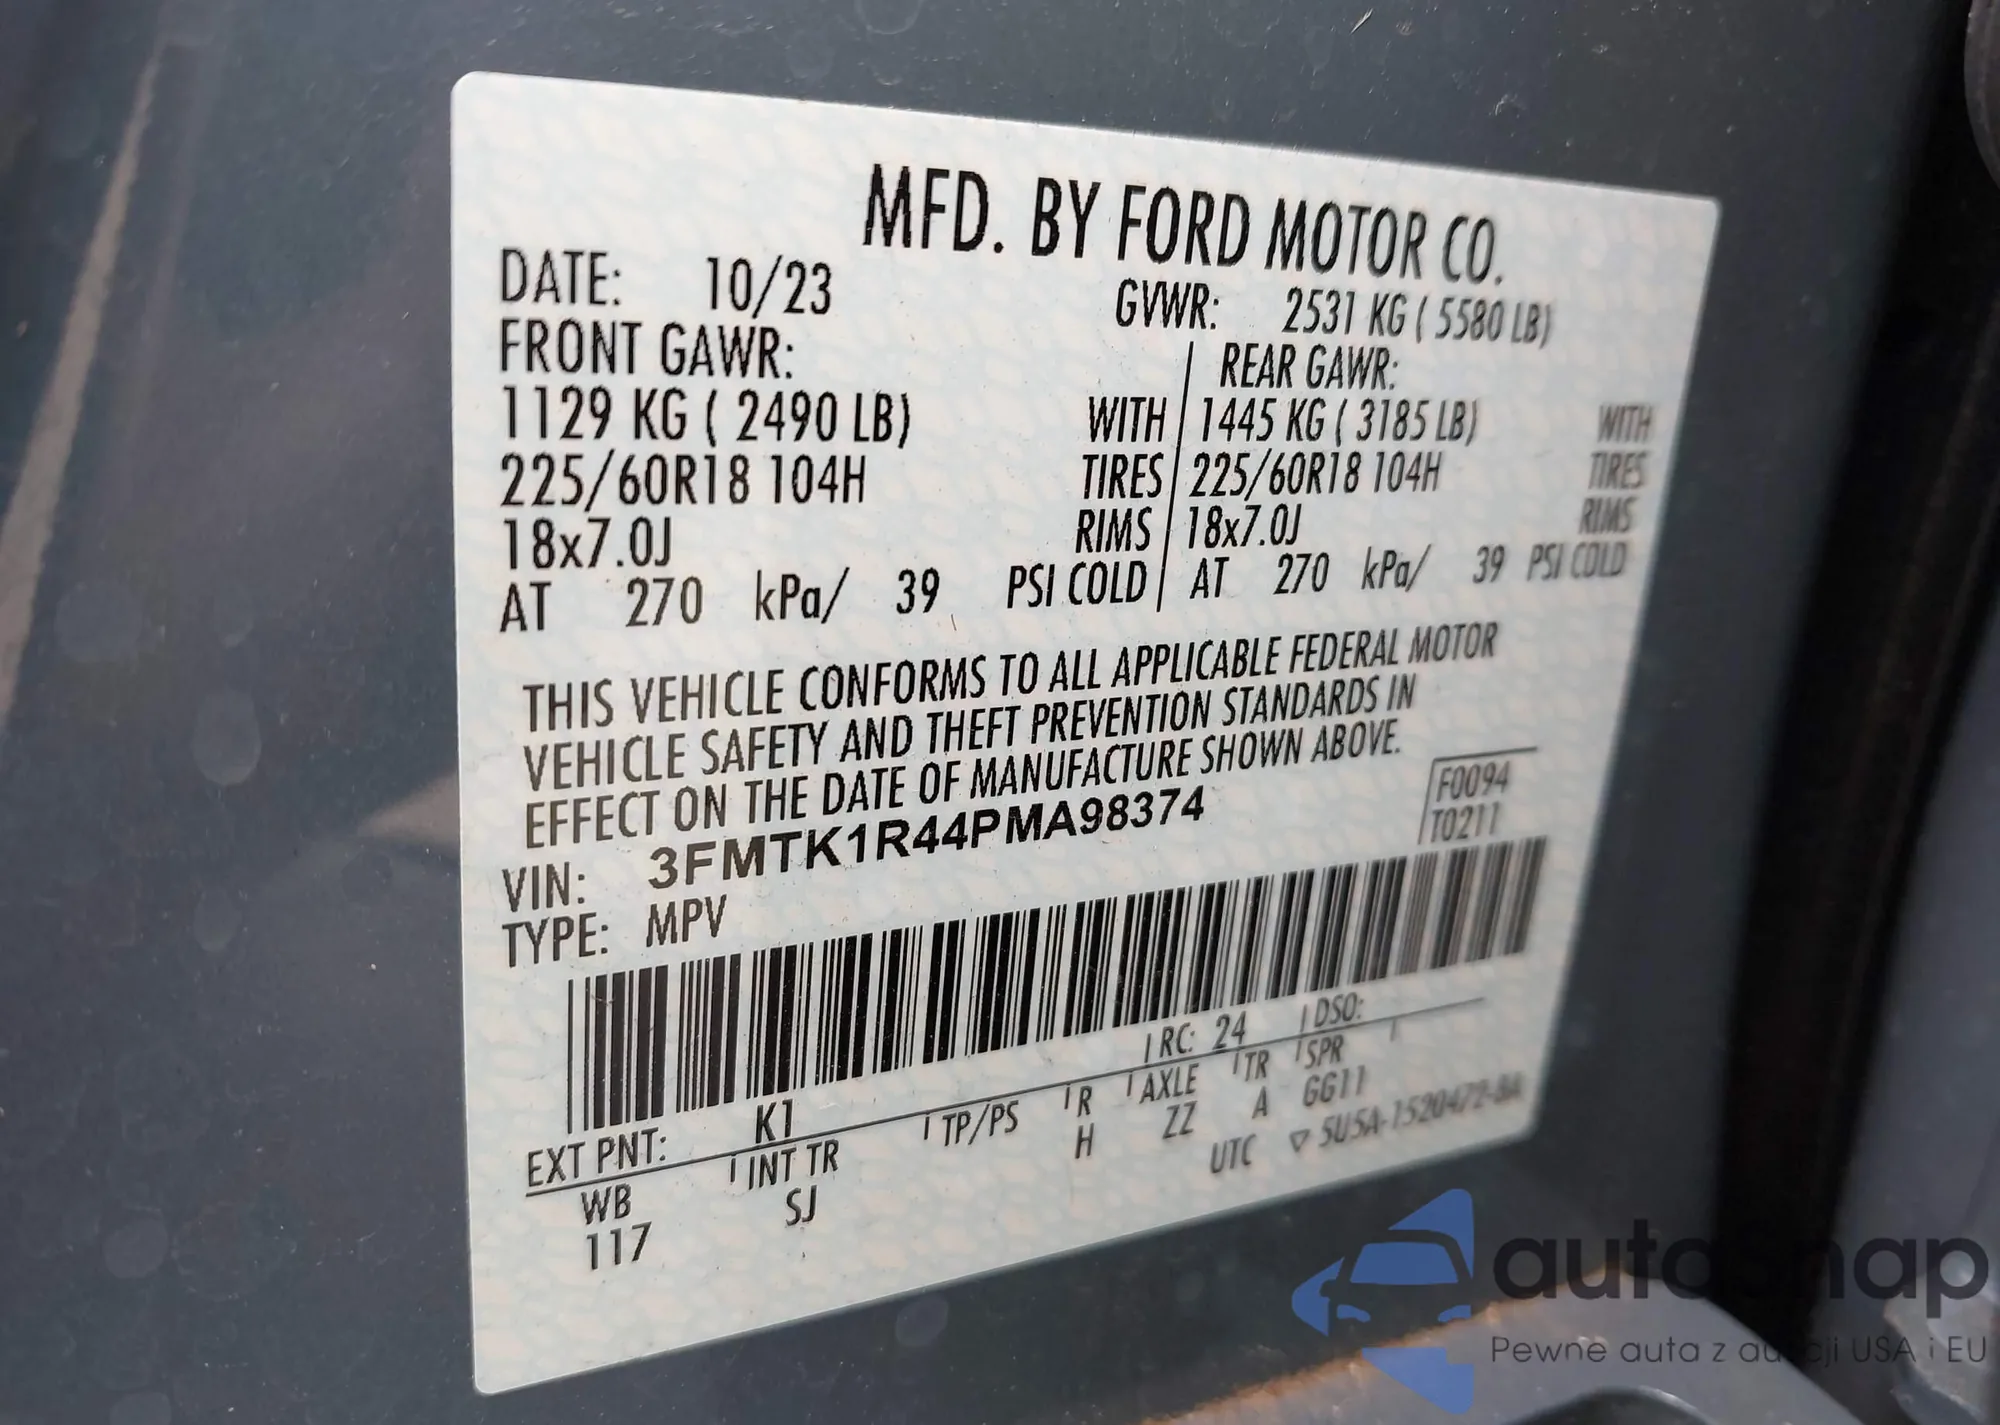 MFD. BY FORD MOTOR CO.
DATE: 10/23 GVWR: 2531 KG ( 5580 LB)
FRONT GAWR: REAR GAWR:
1129 KG ( 2490 LB) WITH 1445 KG ( 3185 LB) WITH
225/60R18 104H TIRES 225/60R18 104H TIRES
18x7.0J RIMS 18x7.0J RIMS
AT 270 kPa/ 39 PSI COLD AT 270 kPa/ 39 PSI COLD
THIS VEHICLE CONFORMS TO ALL APPLICABLE FEDERAL MOTOR
VEHICLE SAFETY AND THEFT PREVENTION STANDARDS IN
EFFECT ON THE DATE OF MANUFACTURE SHOWN ABOVE.
F0094
T0211
VIN: 3FMTK1R44PMA98374
TYPE: MPV
EXT PNT: K1 RC: 24 DSO:
WB INT TR TP/PS R AXLE TR SPR
117 SJ H ZZ A GG11
UTC ▽ 5U5A-1520472-BA
autosnap
Pewne auta z aukcji USA i EU